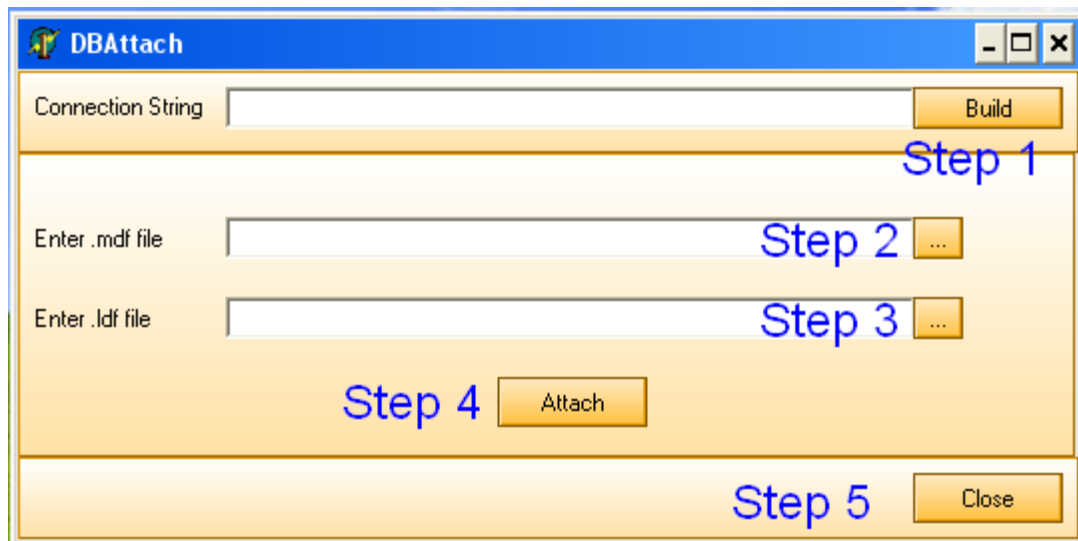 DBAttach
Connection String Build
Step 1
Enter .mdf file Step 2 ...
Enter .ldf file Step 3 ...
Step 4 Attach
Step 5 Close